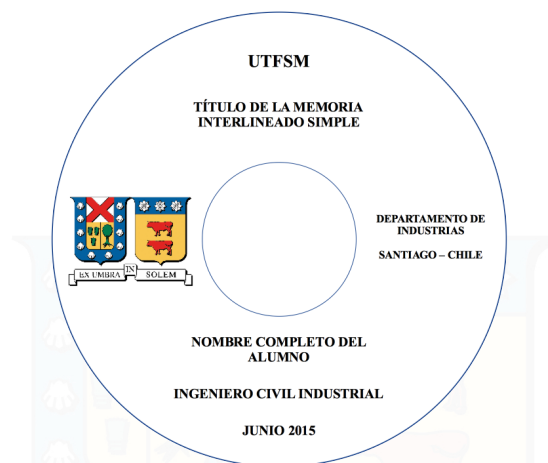 UTFSM
TÍTULO DE LA MEMORIA
INTERLINEADO SIMPLE
EX UMBRA IN SOLEM
DEPARTAMENTO DE
INDUSTRIAS
SANTIAGO – CHILE
NOMBRE COMPLETO DEL
ALUMNO
INGENIERO CIVIL INDUSTRIAL
JUNIO 2015